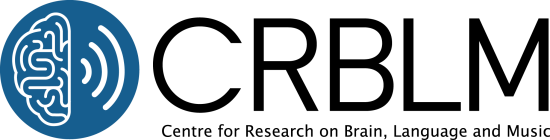 CRBLM
Centre for Research on Brain, Language and Music